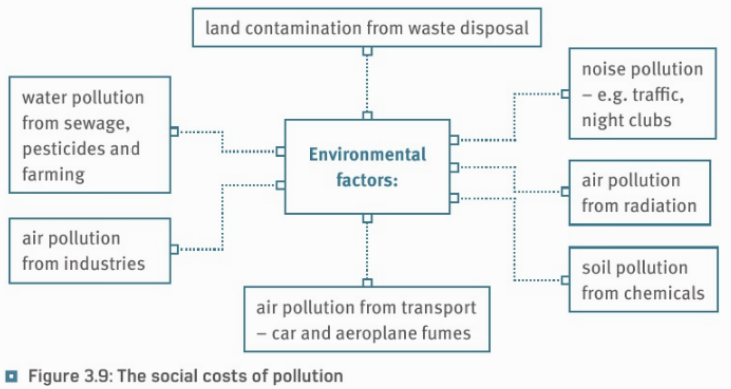 land contamination from waste disposal
water pollution
from sewage,
pesticides and
farming
noise pollution
– e.g. traffic,
night clubs
Environmental
factors:
air pollution
from radiation
air pollution
from industries
soil pollution
from chemicals
air pollution from transport
– car and aeroplane fumes
Figure 3.9: The social costs of pollution